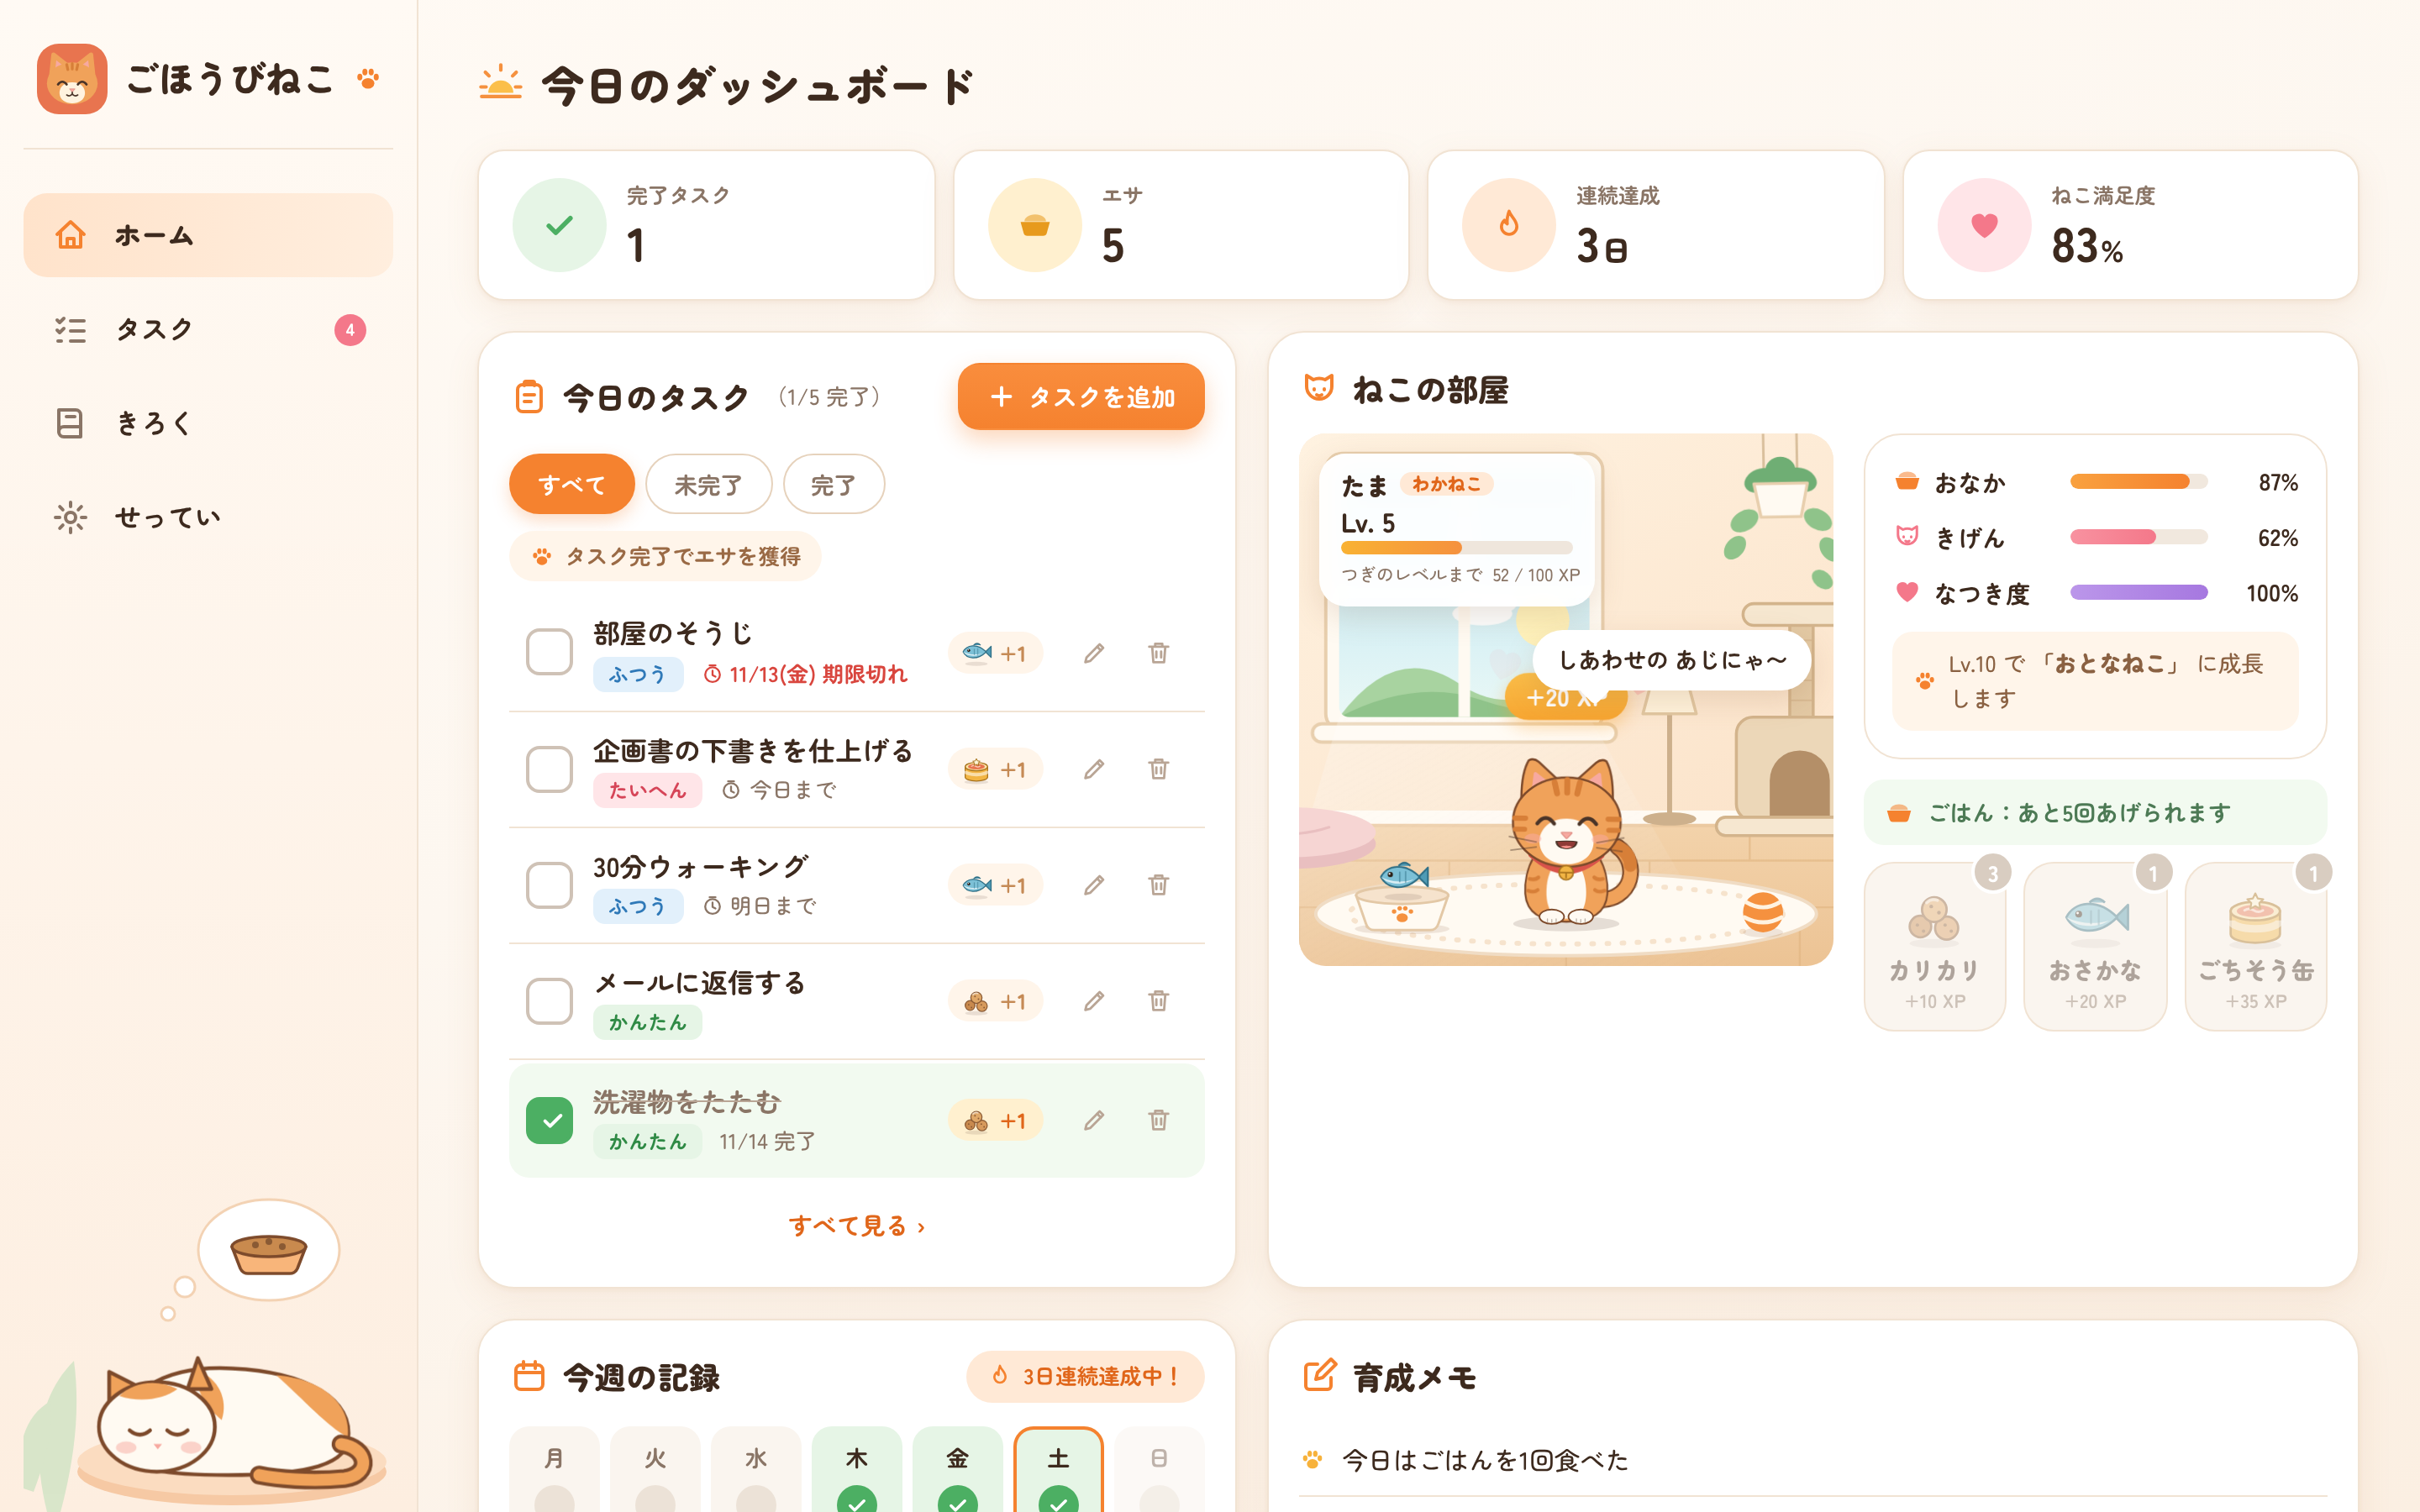 ごほうびねこ
ホーム
タスク
4
きろく
せってい
今日のダッシュボード
完了タスク
1
エサ
5
連続達成
3日
ねこ満足度
83%
今日のタスク
(1/5 完了)
+ タスクを追加
すべて
未完了
完了
タスク完了でエサを獲得
部屋のそうじ
ふつう
11/13(金) 期限切れ
+1
企画書の下書きを仕上げる
たいへん
今日まで
+1
30分ウォーキング
ふつう
明日まで
+1
メールに返信する
かんたん
+1
洗濯物をたたむ
かんたん
11/14 完了
+1
すべて見る ›
ねこの部屋
たま
わかねこ
Lv. 5
つぎのレベルまで 52 / 100 XP
しあわせの あじにゃ〜
+20 XP
おなか
87%
きげん
62%
なつき度
100%
Lv.10 で 「おとなねこ」 に成長
します
ごはん：あと5回あげられます
3
カリカリ
+10 XP
1
おさかな
+20 XP
1
ごちそう缶
+35 XP
今週の記録
3日連続達成中！
月
火
水
木
金
土
日
育成メモ
今日はごはんを1回食べた